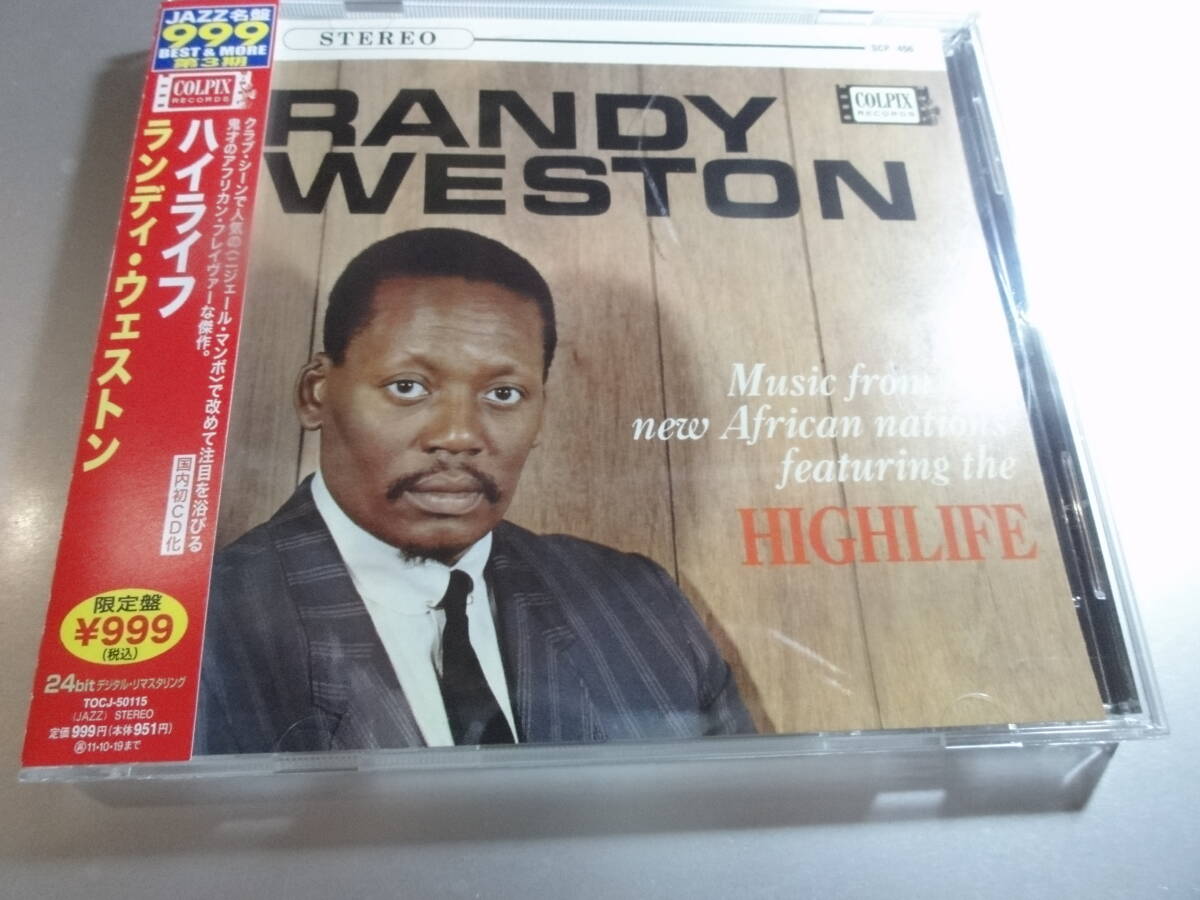 JAZZ名盤
999
BEST & MORE
第3期
COLPIX
RECORDS
ハイライフ
ランディ・ウェストン
クラブ・シーンで人気の〈ニジェール・マンボ〉で改めて注目を浴びる
鬼才のアフリカン・フレイヴァーな傑作。
国内初CD化
限定盤
¥999
(税込)
24bitデジタル・リマスタリング
TOCJ-50115
(JAZZ) STEREO
定価999円(本体951円)
11・10・19まで
STEREO
SCP 456
RANDY
WESTON
COLPIX
RECORDS
Music from
new African nations
featuring the
HIGHLIFE